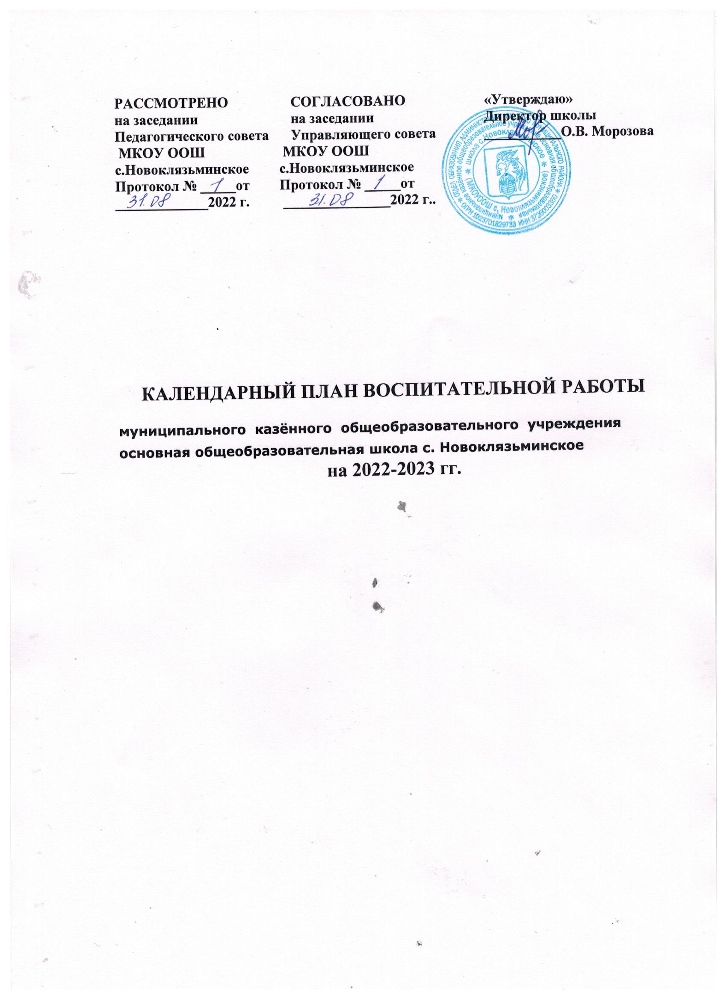 РАССМОТРЕНО
на заседании
Педагогического совета
МКОУ ООШ
с.Новоклязьминское
Протокол № 1 от
31.08 2022 г.
СОГЛАСОВАНО
на заседании
Управляющего совета
МКОУ ООШ
с.Новоклязьминское
Протокол № 1 от
31.08 2022 г..
«Утверждаю»
Директор школы
О.В. Морозова
ОТДЕЛ ОБРАЗОВАНИЯ МУНИЦИПАЛЬНОГО РАЙОНА
ОГРН 1023701829733 ИНН 3726003350
муниципальное казённое общеобразовательное учреждение основная общеобразовательная
школа с.Новоклязьминское
(МКОУООШ с. Новоклязьминское)
КАЛЕНДАРНЫЙ ПЛАН ВОСПИТАТЕЛЬНОЙ РАБОТЫ
муниципального казённого общеобразовательного учреждения
основная общеобразовательная школа с. Новоклязьминское
на 2022-2023 гг.